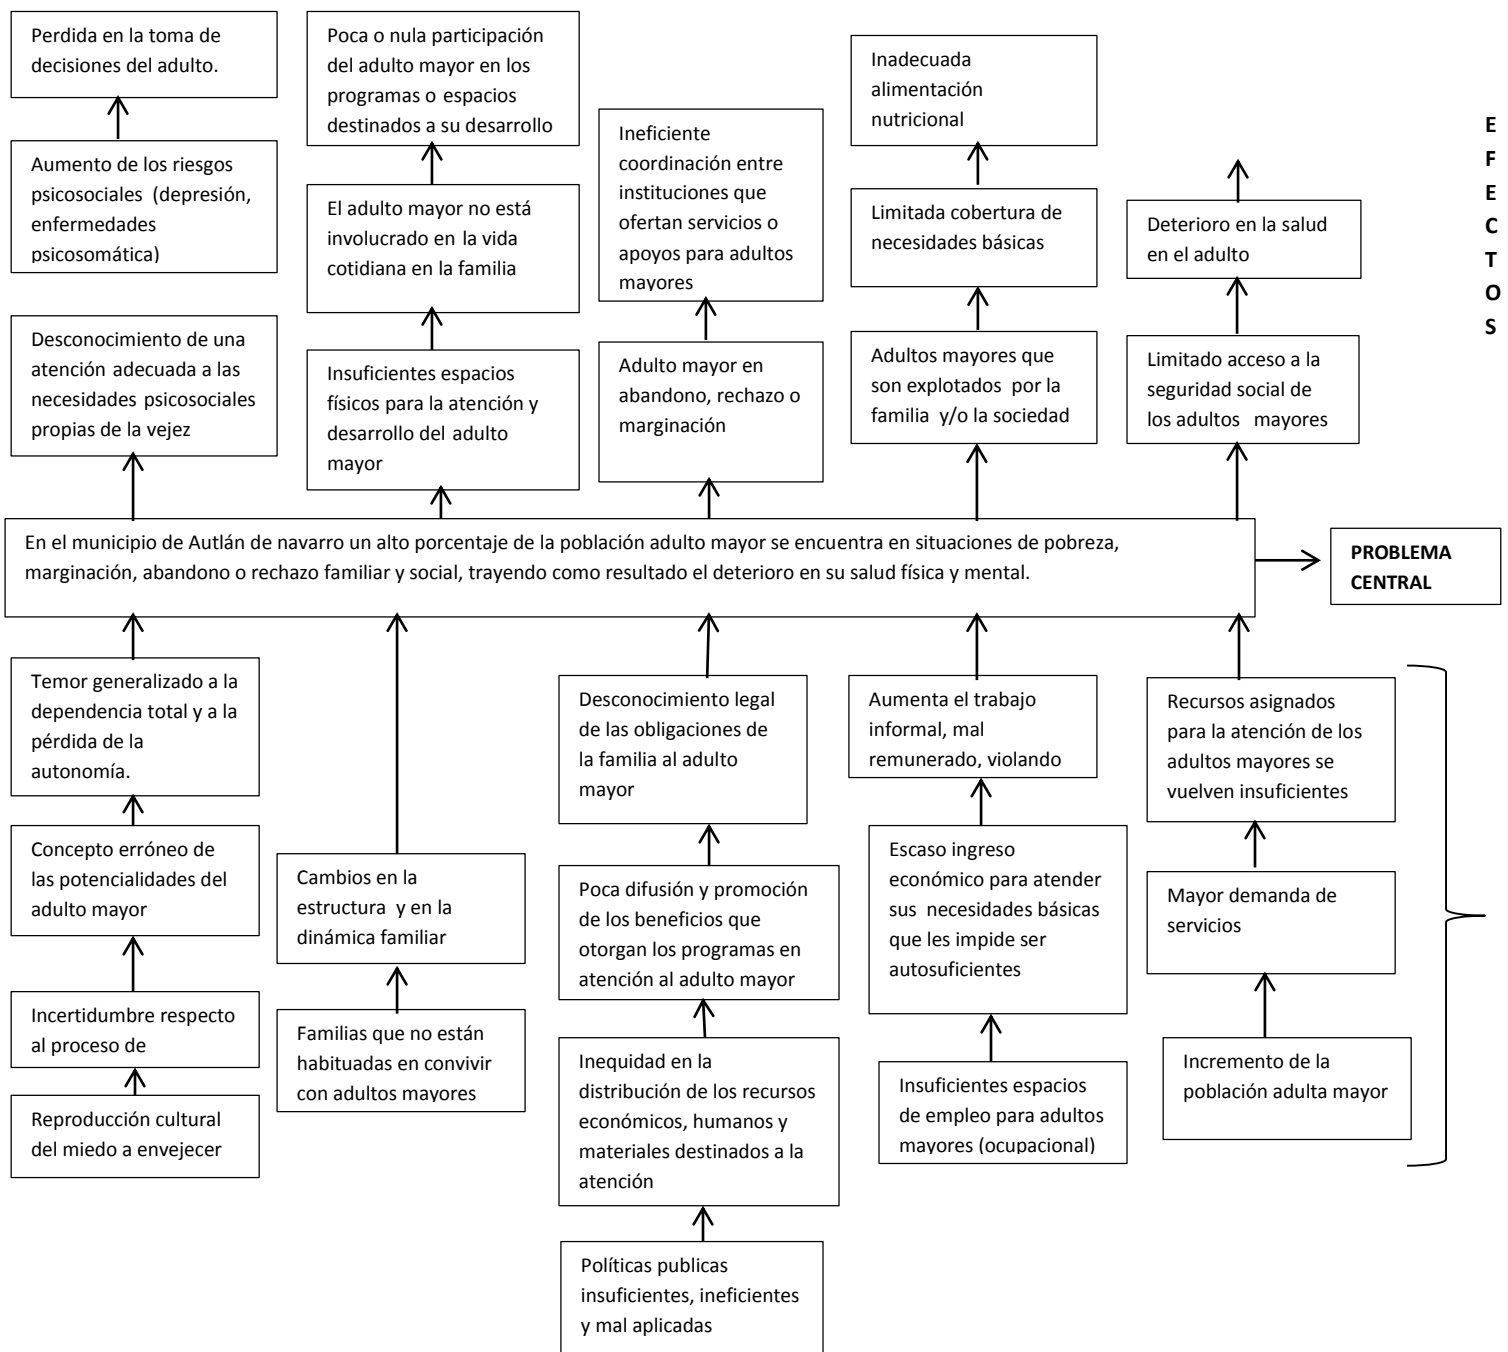 Perdida en la toma de
decisiones del adulto.
Aumento de los riesgos
psicosociales (depresión,
enfermedades
psicosomática)
Desconocimiento de una
atención adecuada a las
necesidades psicosociales
propias de la vejez
Poca o nula participación
del adulto mayor en los
programas o espacios
destinados a su desarrollo
El adulto mayor no está
involucrado en la vida
cotidiana en la familia
Insuficientes espacios
físicos para la atención y
desarrollo del adulto
mayor
Ineficiente
coordinación entre
instituciones que
ofertan servicios o
apoyos para adultos
mayores
Adulto mayor en
abandono, rechazo o
marginación
Inadecuada
alimentación
nutricional
Limitada cobertura de
necesidades básicas
Adultos mayores que
son explotados por la
familia y/o la sociedad
Deterioro en la salud
en el adulto
Limitado acceso a la
seguridad social de
los adultos mayores
E
F
E
C
T
O
S
En el municipio de Autlán de navarro un alto porcentaje de la población adulto mayor se encuentra en situaciones de pobreza,
marginación, abandono o rechazo familiar y social, trayendo como resultado el deterioro en su salud física y mental.
PROBLEMA
CENTRAL
Temor generalizado a la
dependencia total y a la
pérdida de la
autonomía.
Concepto erróneo de
las potencialidades del
adulto mayor
Incertidumbre respecto
al proceso de
Reproducción cultural
del miedo a envejecer
Cambios en la
estructura y en la
dinámica familiar
Familias que no están
habituadas en convivir
con adultos mayores
Desconocimiento legal
de las obligaciones de
la familia al adulto
mayor
Poca difusión y promoción
de los beneficios que
otorgan los programas en
atención al adulto mayor
Inequidad en la
distribución de los recursos
económicos, humanos y
materiales destinados a la
atención
Políticas publicas
insuficientes, ineficientes
y mal aplicadas
Aumenta el trabajo
informal, mal
remunerado, violando
Escaso ingreso
económico para atender
sus necesidades básicas
que les impide ser
autosuficientes
Insuficientes espacios
de empleo para adultos
mayores (ocupacional)
Recursos asignados
para la atención de los
adultos mayores se
vuelven insuficientes
Mayor demanda de
servicios
Incremento de la
población adulta mayor